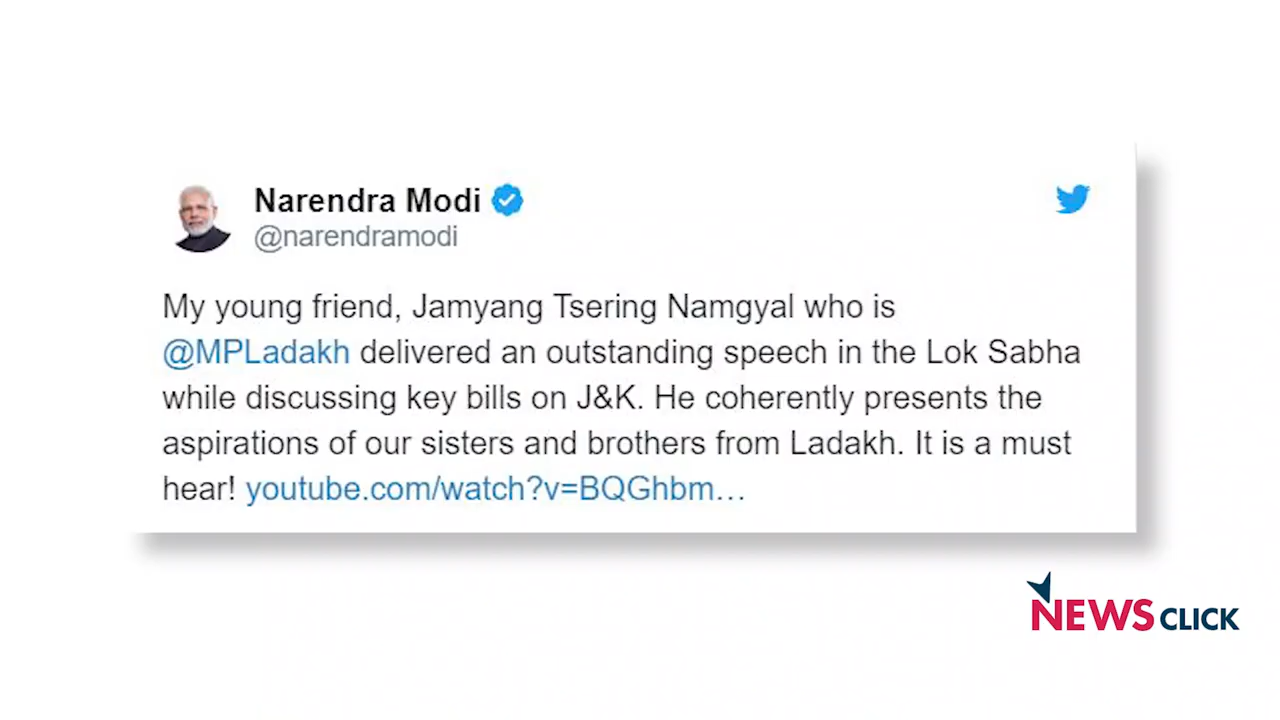 Narendra Modi
@narendramodi
My young friend, Jamyang Tsering Namgyal who is
@MPLadakh delivered an outstanding speech in the Lok Sabha
while discussing key bills on J&K. He coherently presents the
aspirations of our sisters and brothers from Ladakh. It is a must
hear! youtube.com/watch?v=BQGhbm…
NEWS CLICK